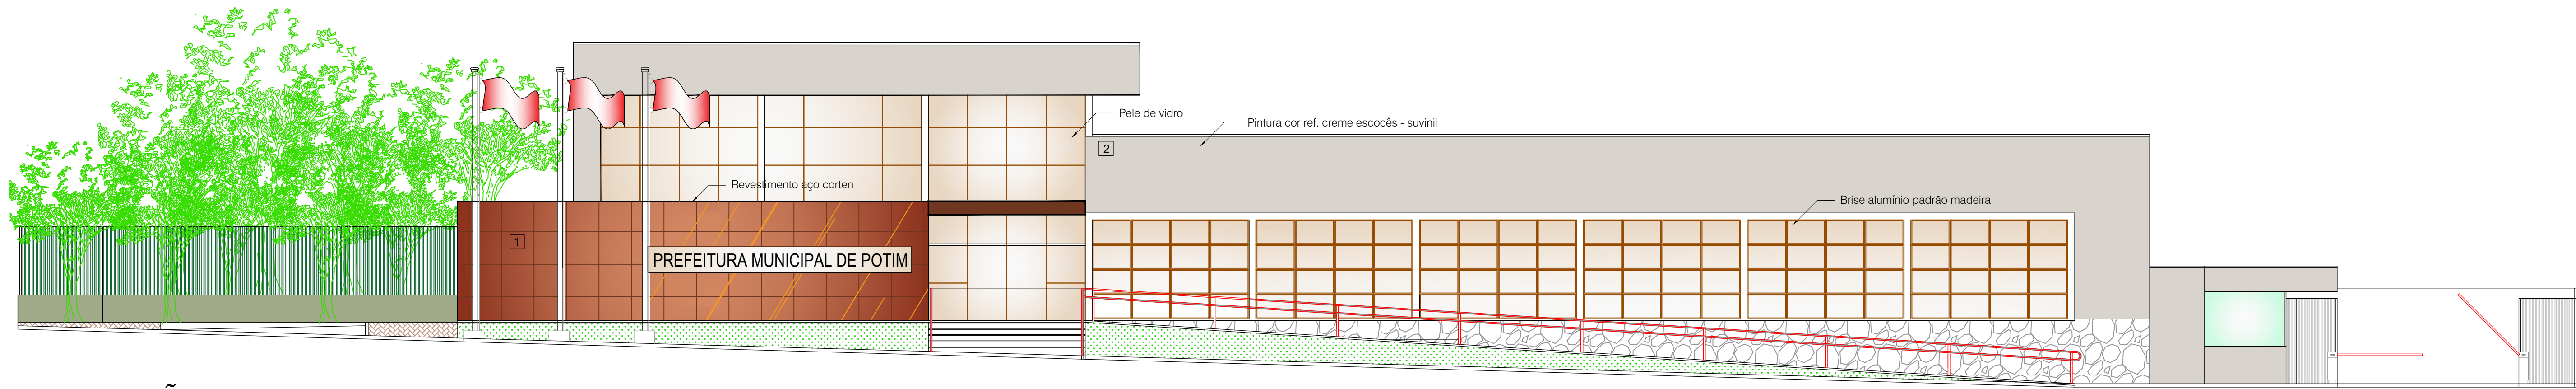 Pele de vidro
Pintura cor ref. creme escocês - suvinil
2
Revestimento aço corten
Brise alumínio padrão madeira
1
PREFEITURA MUNICIPAL DE POTIM